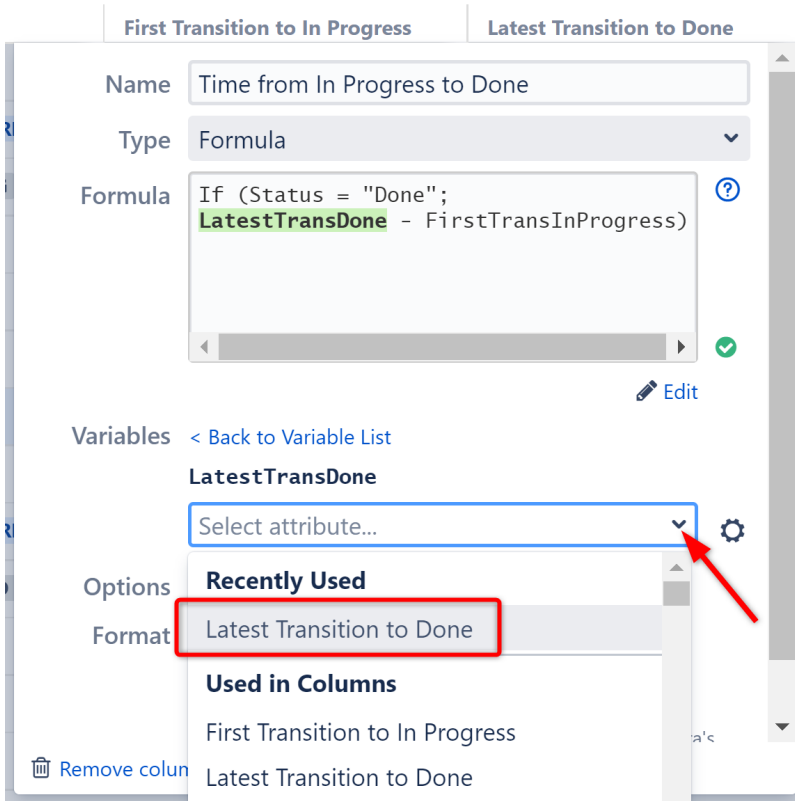 First Transition to In Progress
Latest Transition to Done
Name
Time from In Progress to Done
Type
Formula
Formula
If (Status = "Done";
LatestTransDone - FirstTransInProgress)
Edit
Variables
< Back to Variable List
LatestTransDone
Select attribute...
Options
Recently Used
Format
Latest Transition to Done
Used in Columns
First Transition to In Progress
Latest Transition to Done
Remove colum